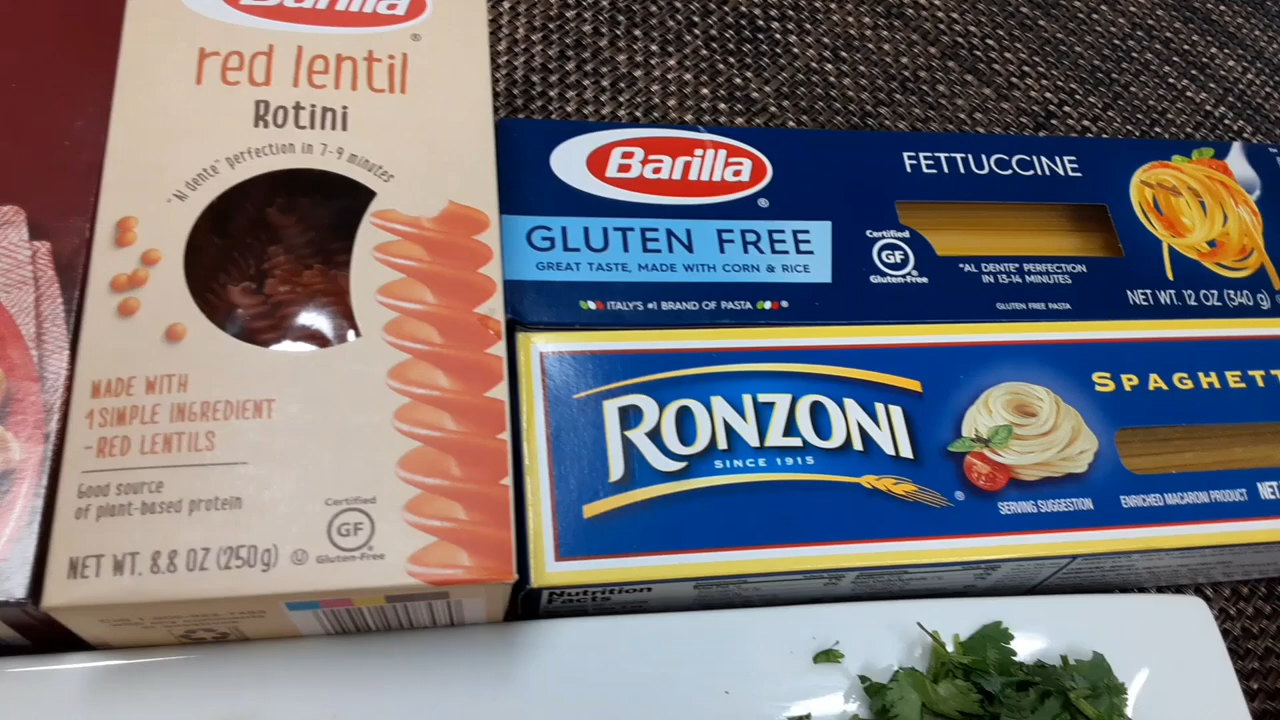 Barilla
®
red lentil
Rotini
"Al dente" perfection in 7-9 minutes
MADE WITH
1 SIMPLE INGREDIENT
-RED LENTILS
Good source
of plant-based protein
Certified
GF
Gluten-Free
NET WT. 8.8 OZ (250g)
Barilla
®
GLUTEN FREE
GREAT TASTE, MADE WITH CORN & RICE
ITALY'S #1 BRAND OF PASTA
FETTUCCINE
Certified
GF
Gluten-Free
"AL DENTE" PERFECTION
IN 13-14 MINUTES
GLUTEN FREE PASTA
NET WT. 12 OZ (340 g)
RONZONI
SINCE 1915
®
SPAGHETT
SERVING SUGGESTION
ENRICHED MACARONI PRODUCT
NET
Nutrition
Facts